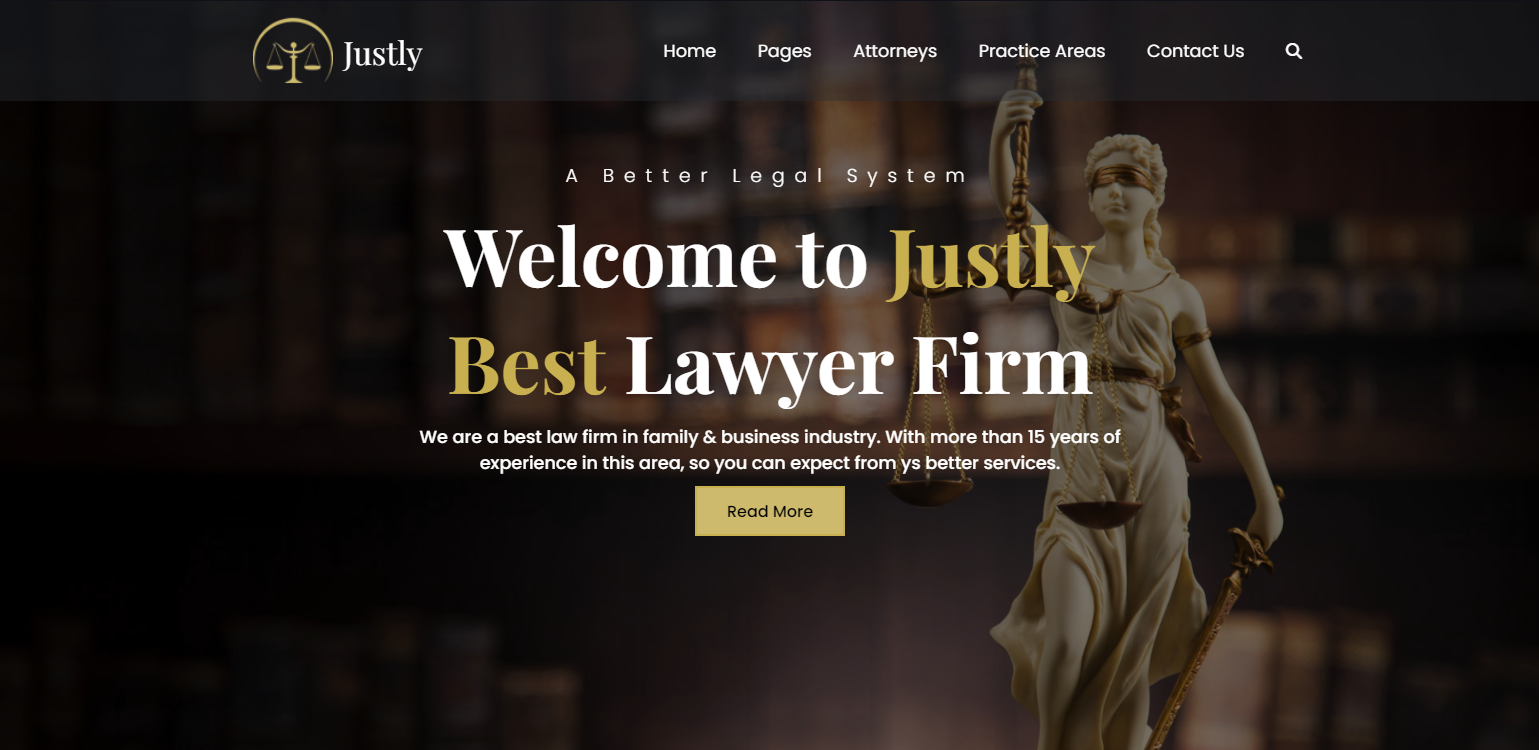 Justly
Home Pages Attorneys Practice Areas Contact Us
A Better Legal System
Welcome to Justly
Best Lawyer Firm
We are a best law firm in family & business industry. With more than 15 years of
experience in this area, so you can expect from ys better services.
Read More